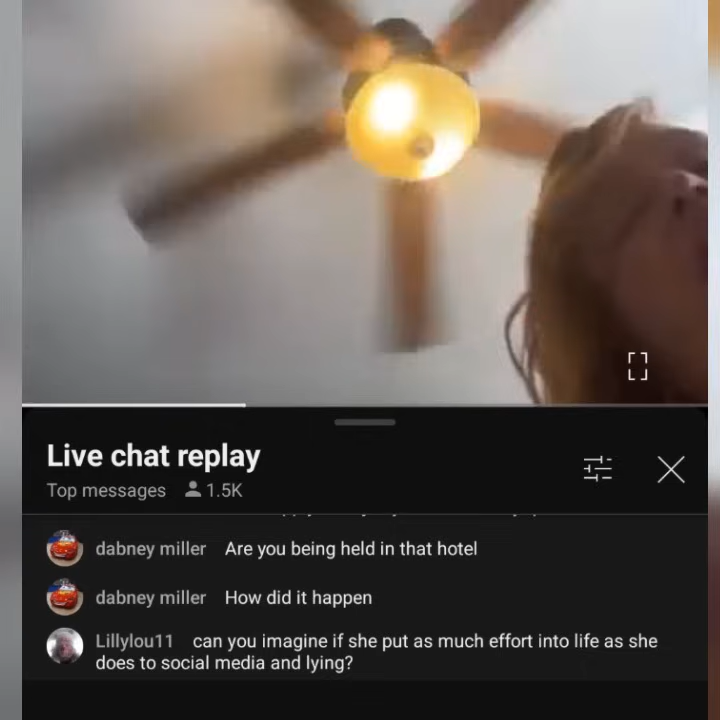 Live chat replay
Top messages 1.5K
dabney miller Are you being held in that hotel
dabney miller How did it happen
Lillylou11 can you imagine if she put as much effort into life as she
does to social media and lying?